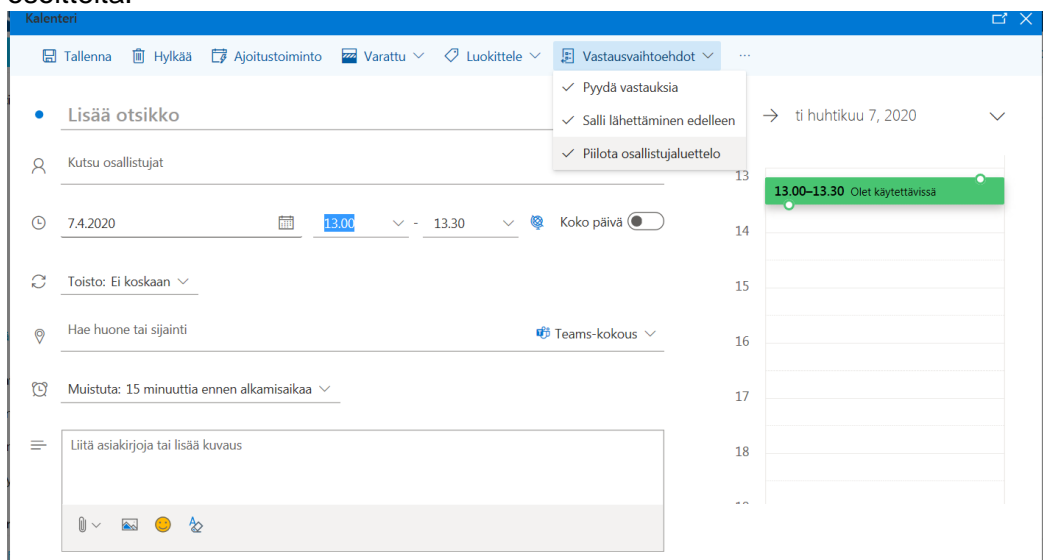 Kalenteri
Tallenna Hylkää Ajoitustoiminto Varattu Luokittele Vastausvaihtoehdot ...
Pyydä vastauksia
Lisää otsikko
ti huhtikuu 7, 2020
Salli lähettäminen edelleen
Kutsu osallistujat
Piilota osallistujaluettelo
13
13.00–13.30 Olet käytettävissä
7.4.2020 13.00 - 13.30 Koko päivä
14
Toisto: Ei koskaan
15
Hae huone tai sijainti Teams-kokous
16
Muistuta: 15 minuuttia ennen alkamisaikaa
17
Liitä asiakirjoja tai lisää kuvaus
18